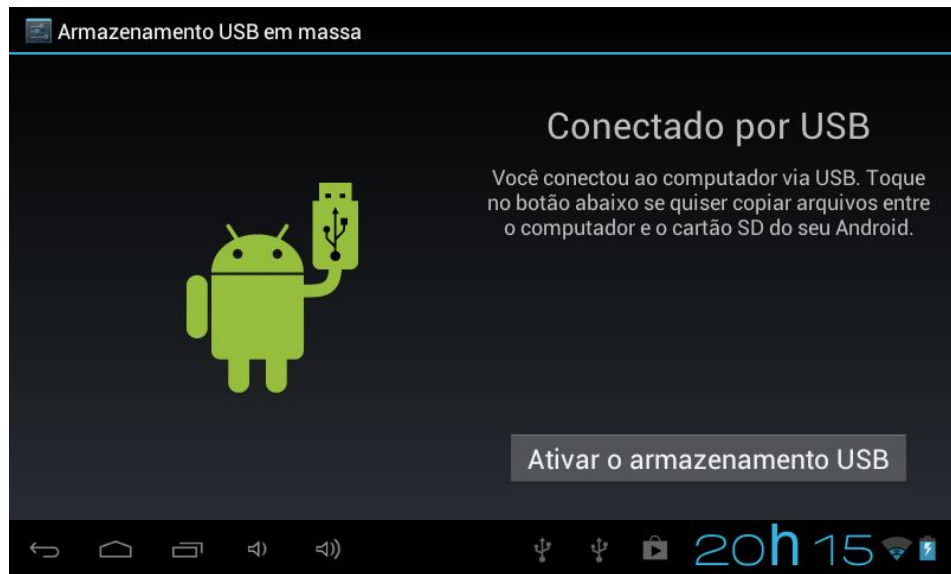 Armazenamento USB em massa
Conectado por USB
Você conectou ao computador via USB. Toque
no botão abaixo se quiser copiar arquivos entre
o computador e o cartão SD do seu Android.
Ativar o armazenamento USB
20h15